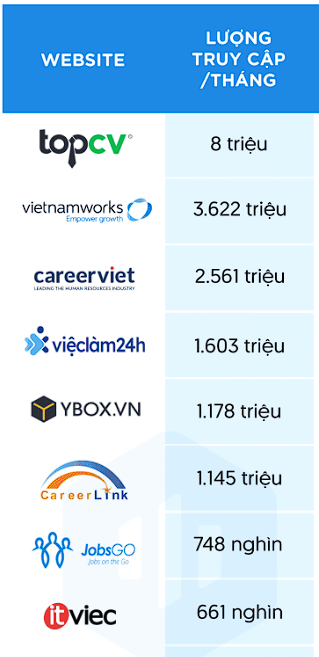 WEBSITE
LƯỢNG
TRUY CẬP
/THÁNG
topcv
8 triệu
vietnamworks
Empower growth
3.622 triệu
careerviet
LEADING THE HUMAN RESOURCES INDUSTRY
2.561 triệu
việclàm24h
1.603 triệu
YBOX.VN
1.178 triệu
CareerLink
1.145 triệu
JobsGO
Jobs on the Go
748 nghìn
itviec
661 nghìn